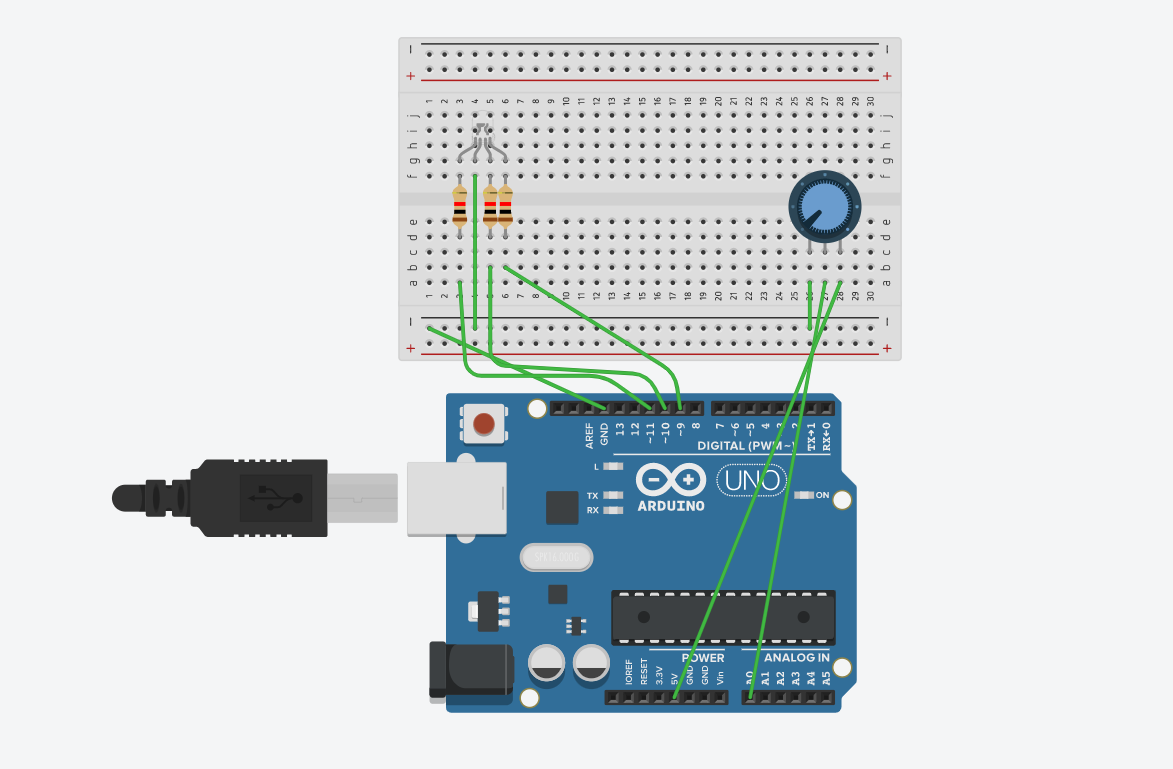 − −
+ +
1 2 3 4 5 6 7 8 9 10 11 12 13 14 15 16 17 18 19 20 21 22 23 24 25 26 27 28 29 30
j j
i i
h h
g g
f f
e e
d d
c c
b b
a a
1 2 3 4 5 6 7 8 9 10 11 12 13 14 15 16 17 18 19 20 21 22 23 24 25 26 27 28 29 30
− −
+ +
AREF GND 13 12 ~11 ~10 ~9 8 7 ~6 ~5 4 3 2 TX→1 RX←0
DIGITAL (PWM~)
L
UNO
TX
RX
ON
ARDUINO
POWER ANALOG IN
IOREF RESET 3.3V 5V GND GND Vin A0 A1 A2 A3 A4 A5